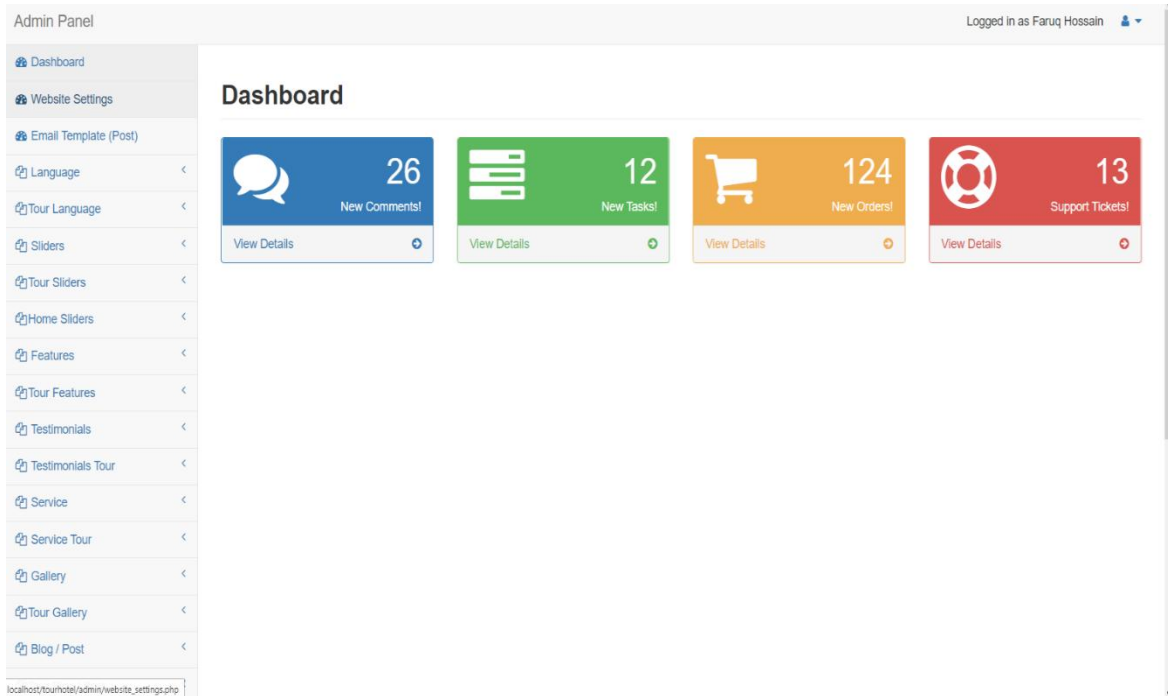 Admin Panel
Logged in as Faruq Hossain
Dashboard
Website Settings
Email Template (Post)
Language
Tour Language
Sliders
Tour Sliders
Home Sliders
Features
Tour Features
Testimonials
Testimonials Tour
Service
Service Tour
Gallery
Tour Gallery
Blog / Post
localhost/tourhotel/admin/website_settings.php
Dashboard
26
New Comments!
View Details
12
New Tasks!
View Details
124
New Orders!
View Details
13
Support Tickets!
View Details